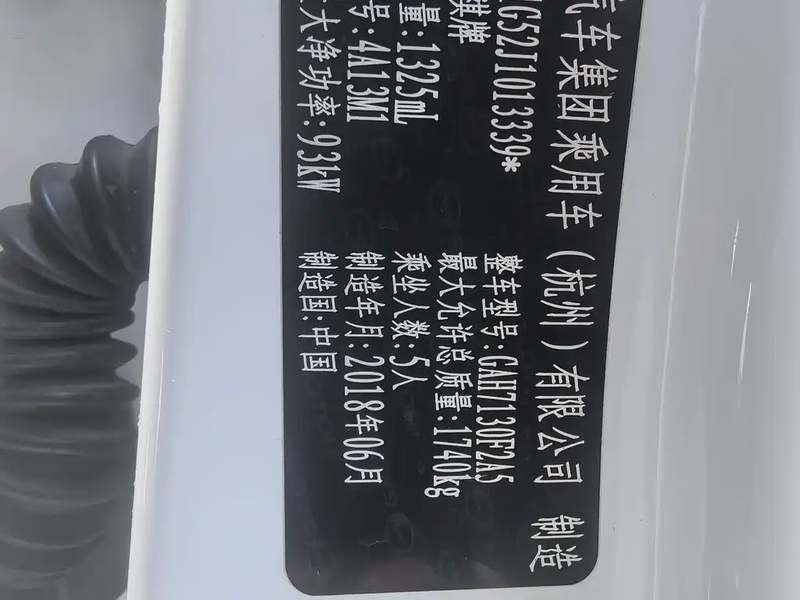 汽车集团乘用车（杭州）有限公司 制造
G52J1013339*
整车型号:GAH7130F2A5
祺牌
最大允许总质量:1740kg
量:1325mL
乘坐人数:5人
号:4A13M1
制造年月:2018年06月
大净功率:93kW
制造国:中国